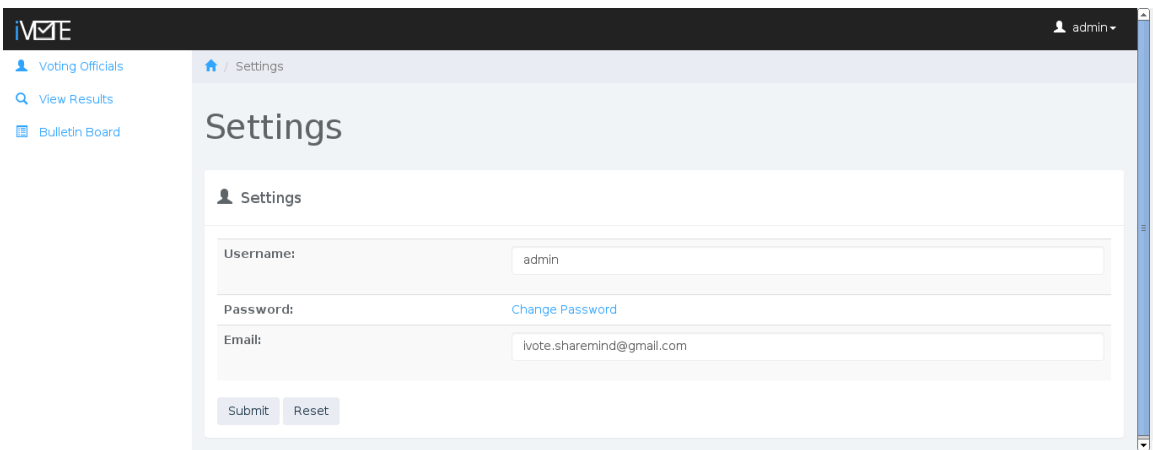 iVOTE
admin
Voting Officials
View Results
Bulletin Board
/ Settings
Settings
Settings
Username:
admin
Password:
Change Password
Email:
ivote.sharemind@gmail.com
Submit Reset